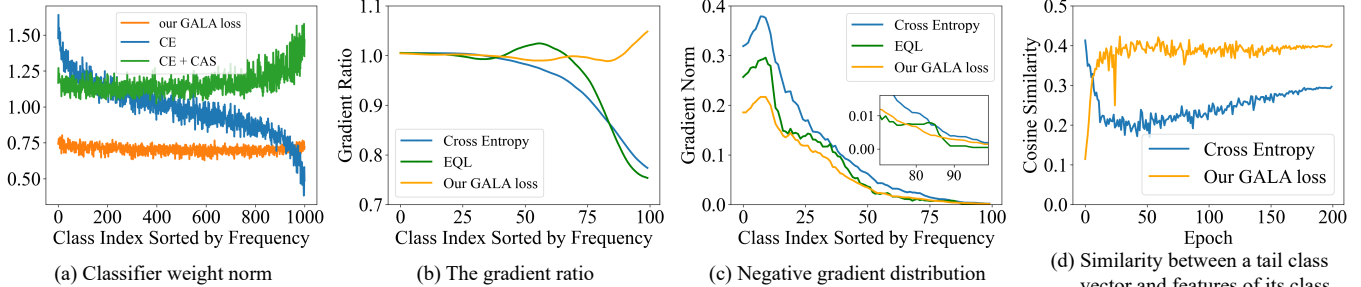 our GALA loss
CE
CE + CAS
1.50
1.25
1.00
0.75
0.50
0 200 400 600 800 1000
Class Index Sorted by Frequency
(a) Classifier weight norm
Gradient Ratio
1.1
1.0
0.9
0.8
0.7
Cross Entropy
EQL
Our GALA loss
0 25 50 75 100
Class Index Sorted by Frequency
(b) The gradient ratio
Gradient Norm
0.4
0.3
0.2
0.1
0.0
Cross Entropy
EQL
Our GALA loss
0.01
0.00
80 90
0 25 50 75 100
Class Index Sorted by Frequency
(c) Negative gradient distribution
Cosine Similarity
0.5
0.4
0.3
0.2
0.1
0.0
Cross Entropy
Our GALA loss
0 50 100 150 200
Epoch
(d) Similarity between a tail class
vector and features of its class